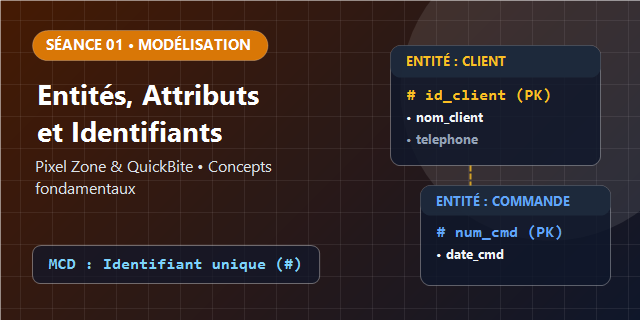 SÉANCE 01 • MODÉLISATION
Entités, Attributs
et Identifiants
Pixel Zone & QuickBite • Concepts
fondamentaux
MCD : Identifiant unique (#)
ENTITÉ : CLIENT
# id_client (PK)
• nom_client
• telephone
ENTITÉ : COMMANDE
# num_cmd (PK)
• date_cmd